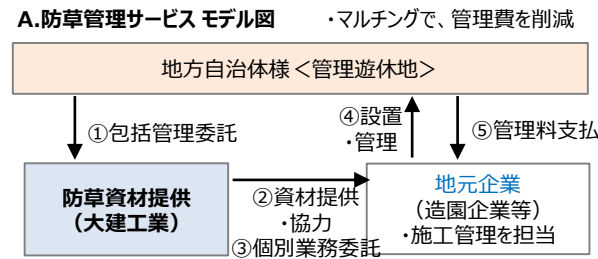 A.防草管理サービス モデル図 ・マルチングで、管理費を削減
地方自治体様＜管理遊休地＞
①包括管理委託
④設置
・管理
⑤管理料支払
防草資材提供
（大建工業）
②資材提供
・協力
③個別業務委託
地元企業
（造園企業等）
・施工管理を担当